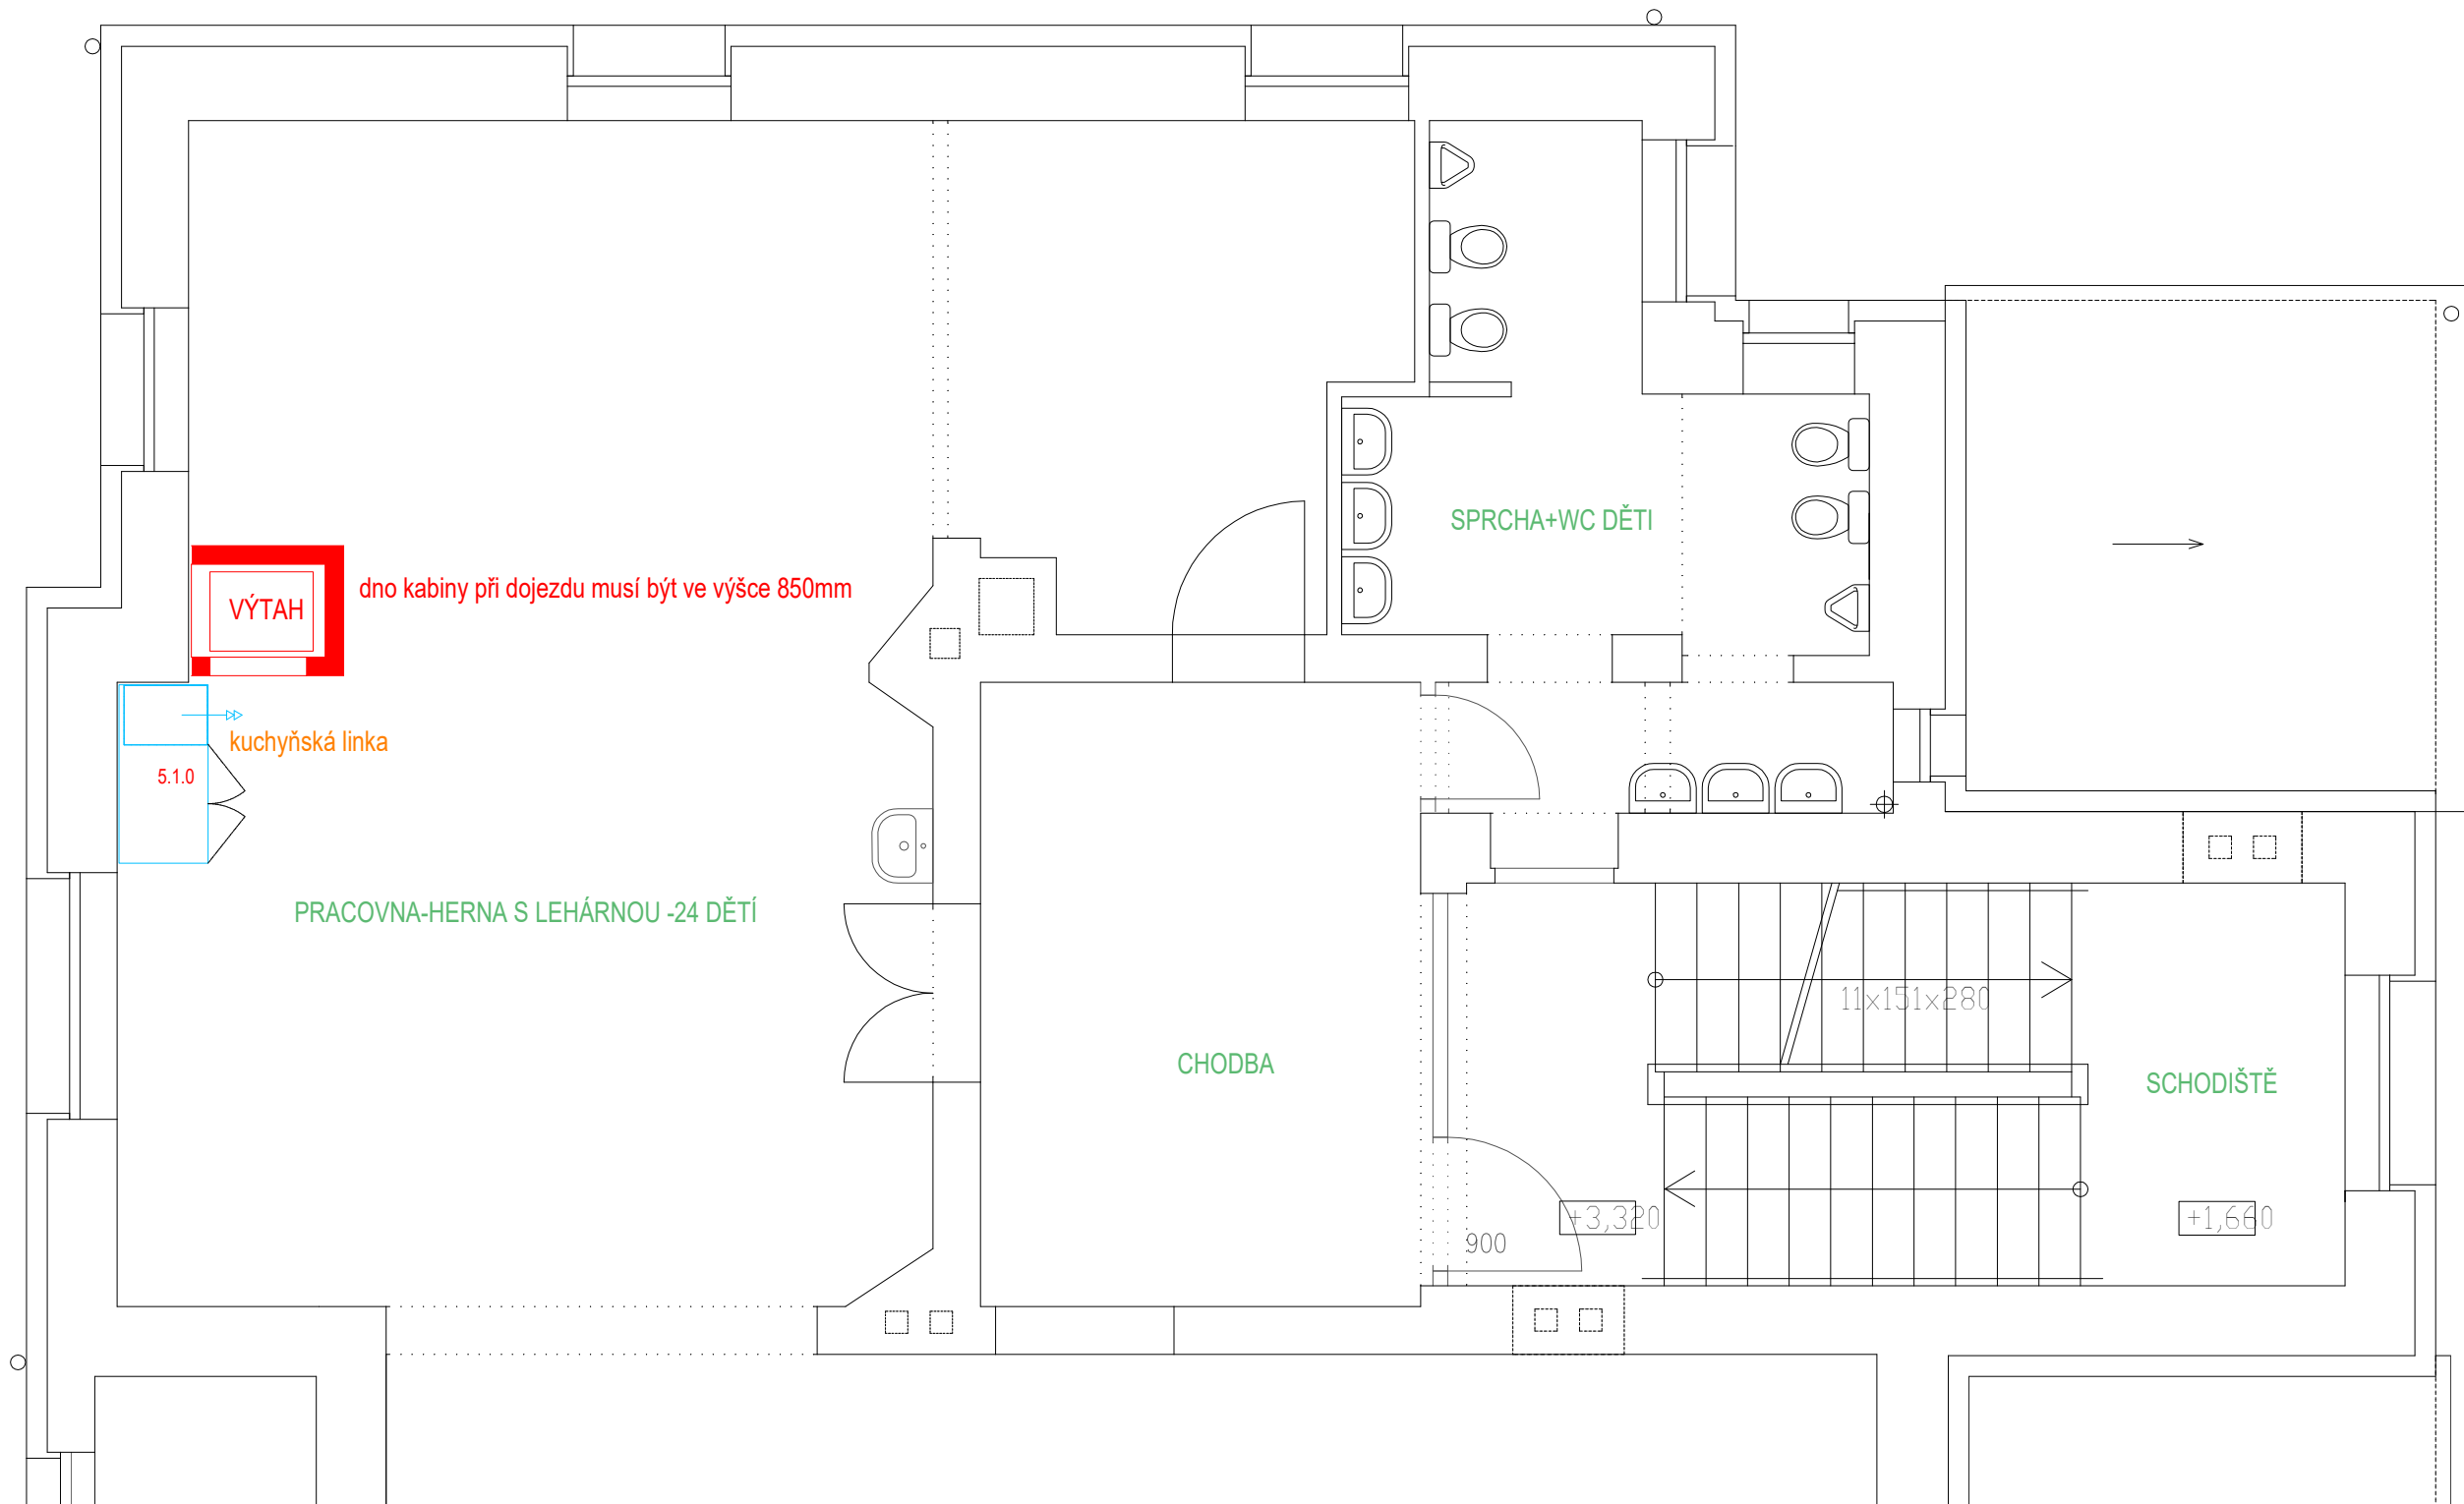 SPRCHA+WC DĚTI
dno kabiny při dojezdu musí být ve výšce 850mm
VÝTAH
kuchyňská linka
5.1.0
PRACOVNA-HERNA S LEHÁRNOU -24 DĚTÍ
11x151x280
CHODBA
SCHODIŠTĚ
+3,320
+1,660
900